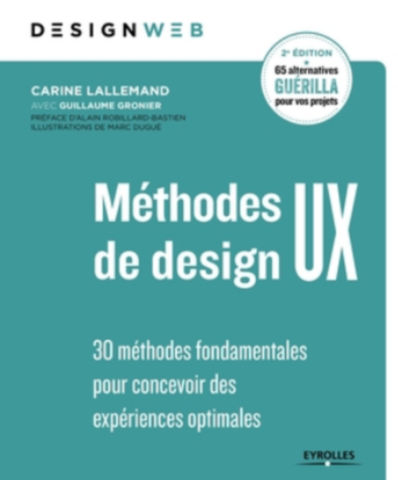 DESIGNWEB
2e ÉDITION
65 alternatives
GUÉRILLA
pour vos projets
CARINE LALLEMAND
AVEC GUILLAUME GRONIER
PRÉFACE D'ALAIN ROBILLARD-BASTIEN
ILLUSTRATIONS DE MARC DUGUÉ
Méthodes
de design UX
30 méthodes fondamentales
pour concevoir des
expériences optimales
EYROLLES